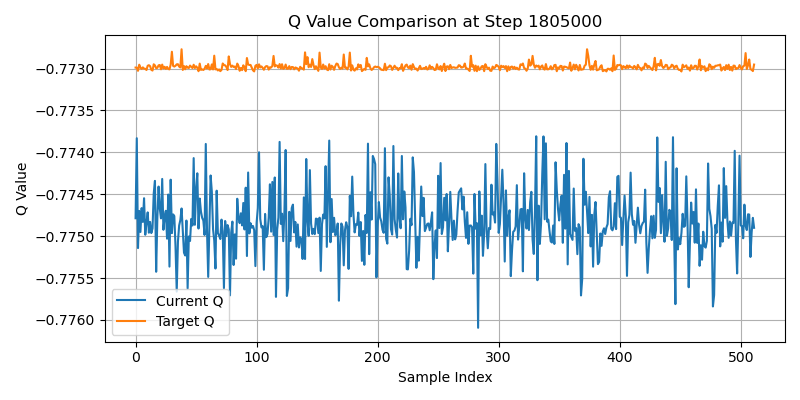 Q Value Comparison at Step 1805000
Q Value
−0.7730
−0.7735
−0.7740
−0.7745
−0.7750
−0.7755
−0.7760
Current Q
Target Q
0
100
200
300
400
500
Sample Index